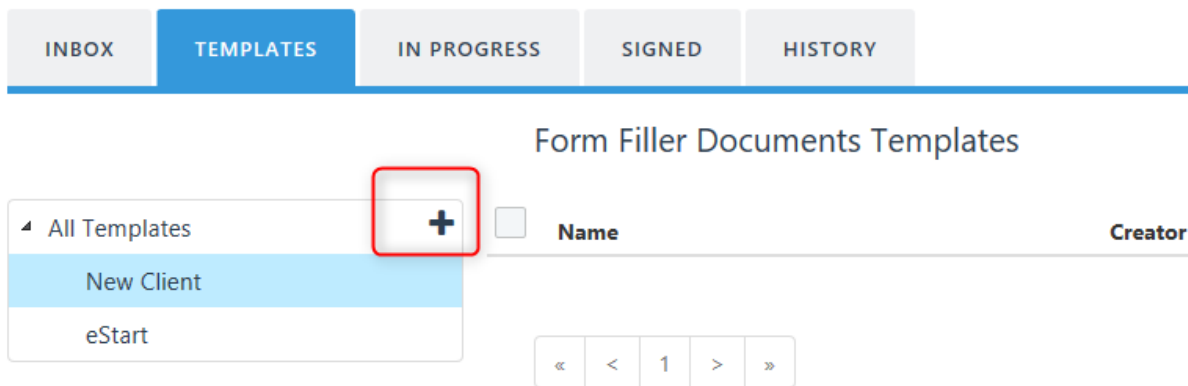 INBOX TEMPLATES IN PROGRESS SIGNED HISTORY
Form Filler Documents Templates
All Templates
Name Creator
New Client
eStart
« < 1 > »